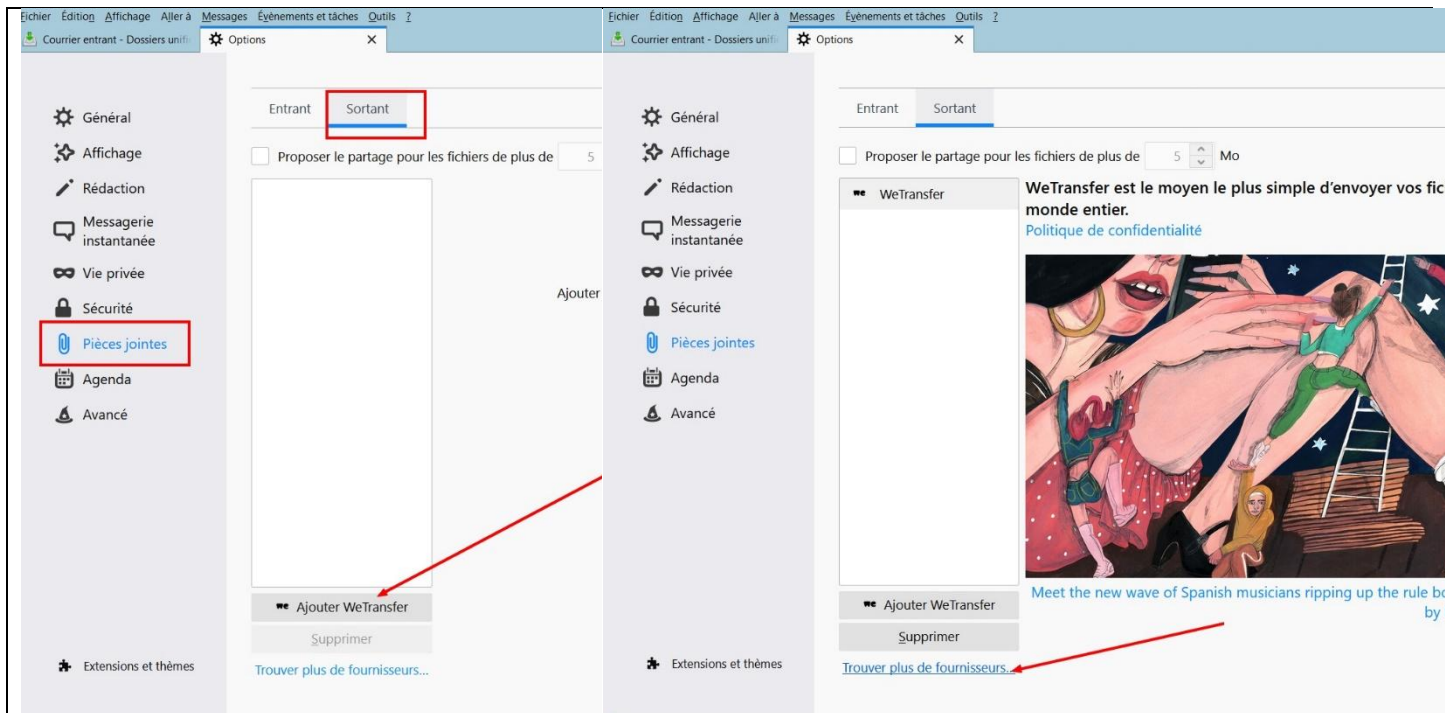 Fichier Édition Affichage Aller à Messages Évènements et tâches Outils ?
Courrier entrant - Dossiers unifi
Options
Général
Affichage
Rédaction
Messagerie
instantanée
Vie privée
Sécurité
Pièces jointes
Agenda
Avancé
Extensions et thèmes
Entrant Sortant
Proposer le partage pour les fichiers de plus de 5
Ajouter
we Ajouter WeTransfer
Supprimer
Trouver plus de fournisseurs...
Fichier Édition Affichage Aller à Messages Évènements et tâches Outils ?
Courrier entrant - Dossiers unifi
Options
Général
Affichage
Rédaction
Messagerie
instantanée
Vie privée
Sécurité
Pièces jointes
Agenda
Avancé
Extensions et thèmes
Entrant Sortant
Proposer le partage pour les fichiers de plus de 5 Mo
we WeTransfer
WeTransfer est le moyen le plus simple d’envoyer vos fic
monde entier.
Politique de confidentialité
Meet the new wave of Spanish musicians ripping up the rule bo
by
we Ajouter WeTransfer
Supprimer
Trouver plus de fournisseurs...